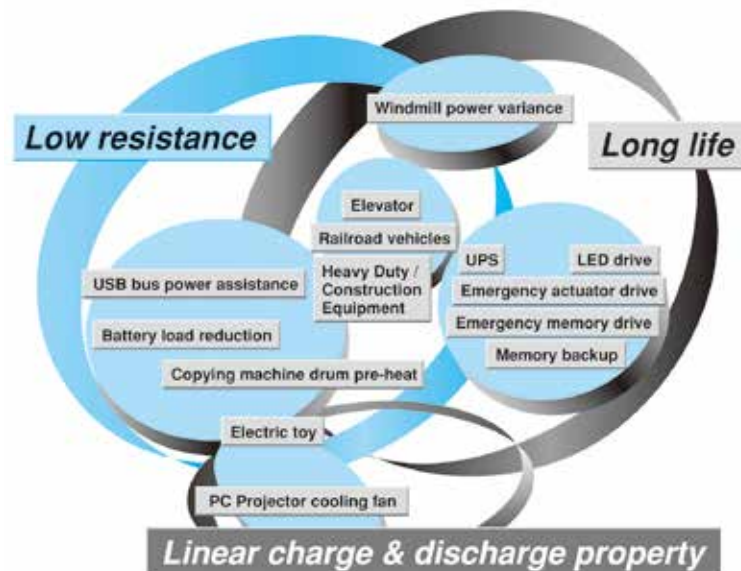 Windmill power variance
Low resistance
Long life
Elevator
Railroad vehicles
Heavy Duty /
Construction
Equipment
UPS
LED drive
Emergency actuator drive
Emergency memory drive
Memory backup
USB bus power assistance
Battery load reduction
Copying machine drum pre-heat
Electric toy
PC Projector cooling fan
Linear charge & discharge property